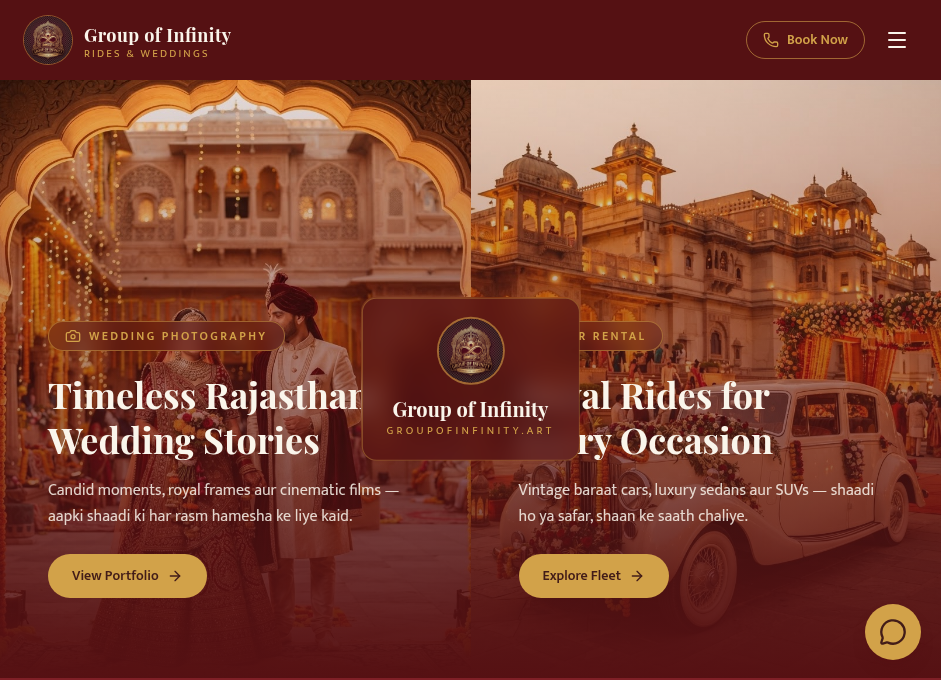 Group of Infinity
RIDES & WEDDINGS
Book Now
WEDDING PHOTOGRAPHY
Timeless Rajasthan
Wedding Stories
Candid moments, royal frames aur cinematic films —
aapki shaadi ki har rasm hamesha ke liye kaid.
View Portfolio
Group of Infinity
GROUPOFINFINITY.ART
R RENTAL
al Rides for
ry Occasion
Vintage baraat cars, luxury sedans aur SUVs — shaadi
ho ya safar, shaan ke saath chaliye.
Explore Fleet